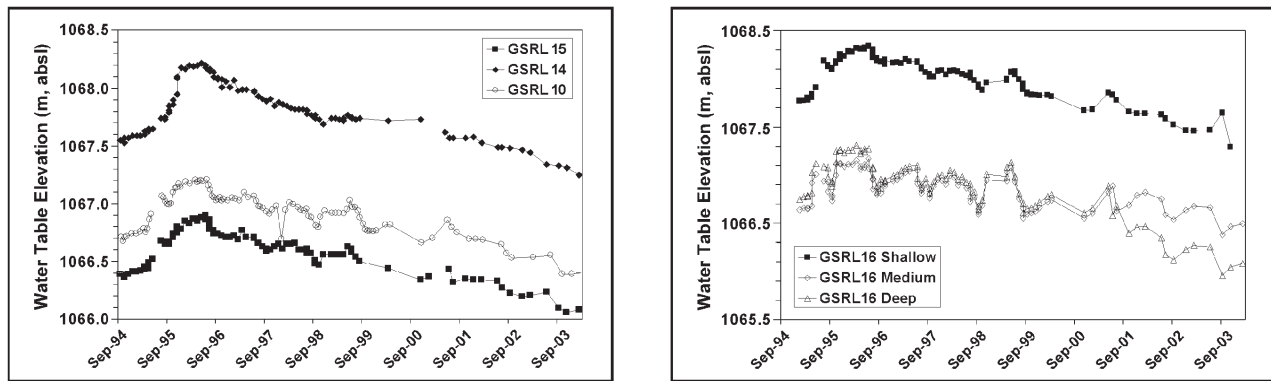 Water Table Elevation (m, absl)
1068.5
1068.0
1067.5
1067.0
1066.5
1066.0
GSRL 15
GSRL 14
GSRL 10
Sep-94
Sep-95
Sep-96
Sep-97
Sep-98
Sep-99
Sep-00
Sep-01
Sep-02
Sep-03
Water Table Elevation (m, absl)
1068.5
1067.5
1066.5
1065.5
GSRL16 Shallow
GSRL16 Medium
GSRL16 Deep
Sep-94
Sep-95
Sep-96
Sep-97
Sep-98
Sep-99
Sep-00
Sep-01
Sep-02
Sep-03